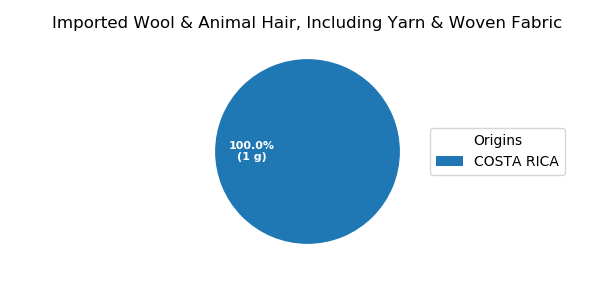 Imported Wool & Animal Hair, Including Yarn & Woven Fabric
100.0%
(1 g)
Origins
COSTA RICA